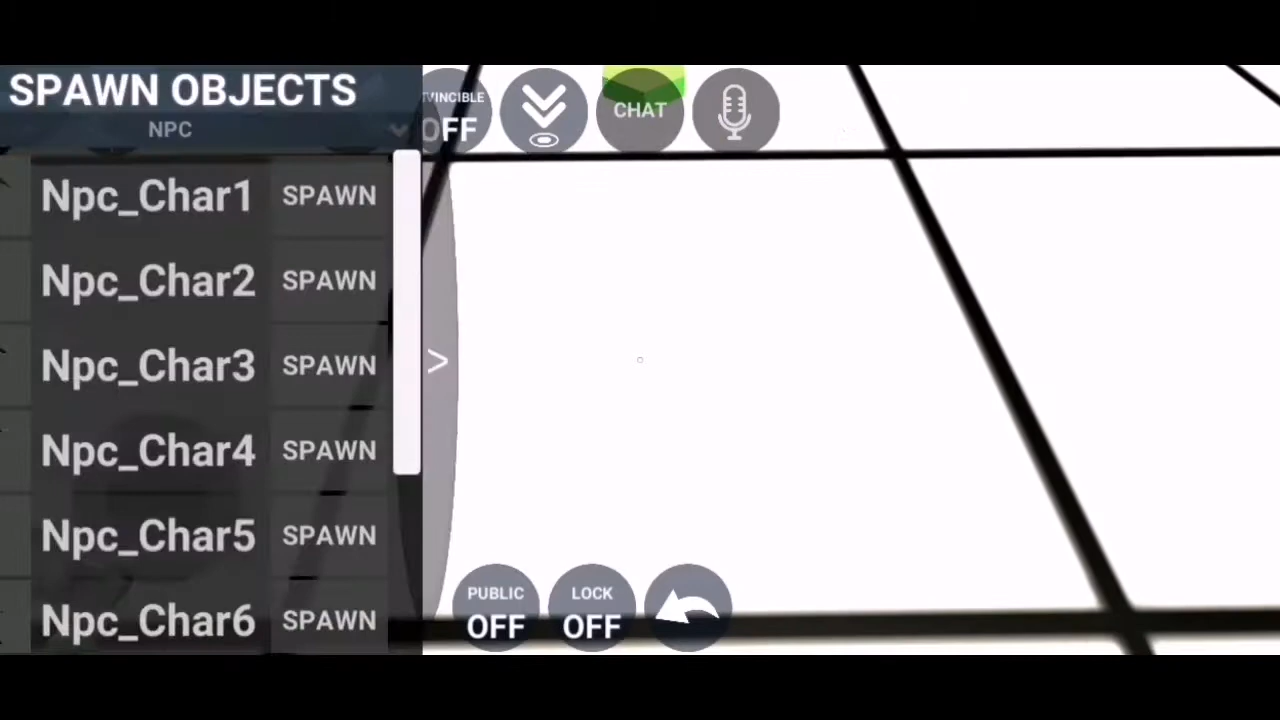 SPAWN OBJECTS
NPC
Npc_Char1 SPAWN
Npc_Char2 SPAWN
Npc_Char3 SPAWN
Npc_Char4 SPAWN
Npc_Char5 SPAWN
Npc_Char6 SPAWN
>
VINCIBLE
OFF
CHAT
PUBLIC
OFF
LOCK
OFF